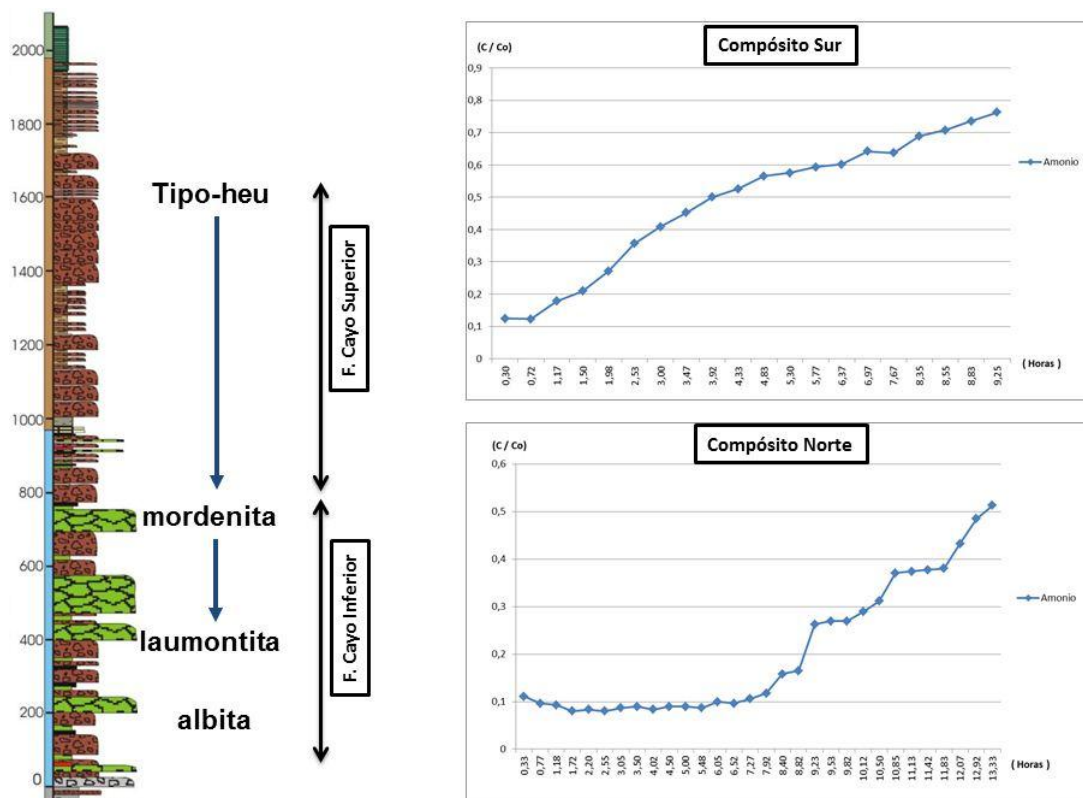 2000
1800
1600
1400
1200
1000
800
600
400
200
0
Tipo-heu
mordenita
laumontita
albita
F. Cayo Superior
F. Cayo Inferior
(C / Co)
Compósito Sur
0,9
0,8
0,7
0,6
0,5
0,4
0,3
0,2
0,1
0
Amonio
0,30 0,72 1,17 1,50 1,98 2,53 3,00 3,47 3,92 4,33 4,83 5,30 5,77 6,37 6,97 7,67 8,35 8,55 8,83 9,25
( Horas )
(C / Co)
Compósito Norte
0,6
0,5
0,4
0,3
0,2
0,1
0
Amonio
0,33 0,77 1,18 1,72 2,20 2,55 3,05 3,50 4,02 4,50 5,00 5,48 6,05 6,52 7,27 7,92 8,40 8,82 9,23 9,53 9,82 10,12 10,50 10,85 11,13 11,42 11,83 12,07 12,92 13,33
( Horas )